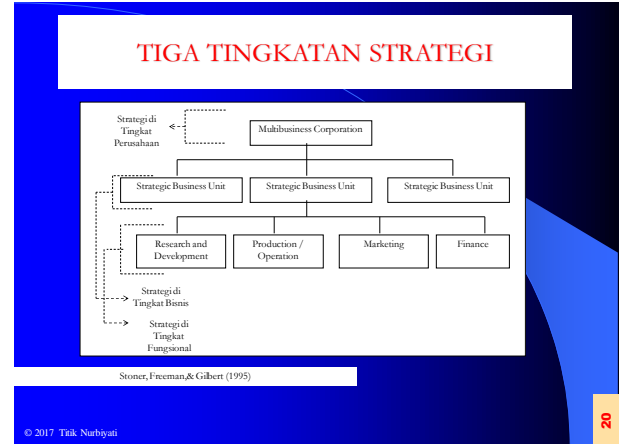 TIGA TINGKATAN STRATEGI
Strategi di
Tingkat
Perusahaan
Multibusiness Corporation
Strategic Business Unit
Strategic Business Unit
Strategic Business Unit
Research and
Development
Production /
Operation
Marketing
Finance
Strategi di
Tingkat Bisnis
Strategi di
Tingkat
Fungsional
Stoner, Freeman,& Gilbert (1995)
© 2017 Titik Nurbiyati
20